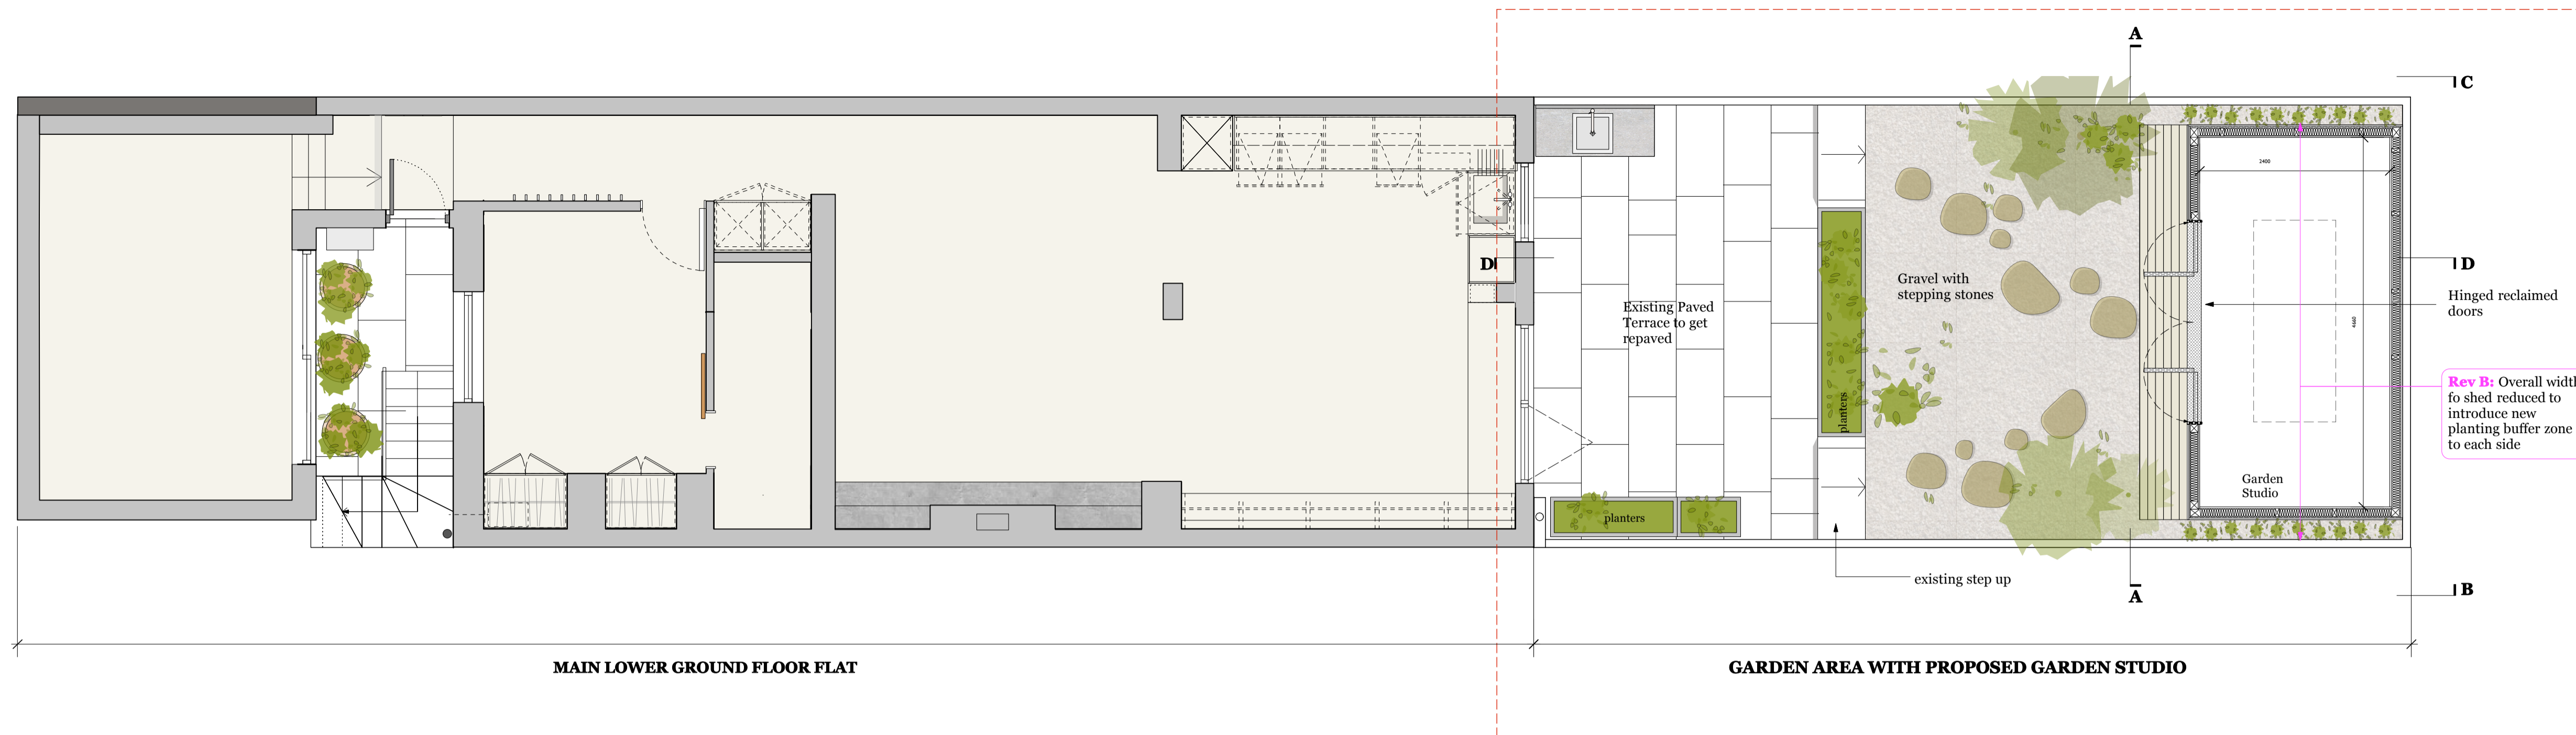 A
C
2400
D
D
Gravel with
stepping stones
Hinged reclaimed
doors
Existing Paved
Terrace to get
repaved
4660
Rev B: Overall width
fo shed reduced to
introduce new
planting buffer zone
to each side
planters
Garden
Studio
planters
existing step up
A
B
MAIN LOWER GROUND FLOOR FLAT
GARDEN AREA WITH PROPOSED GARDEN STUDIO